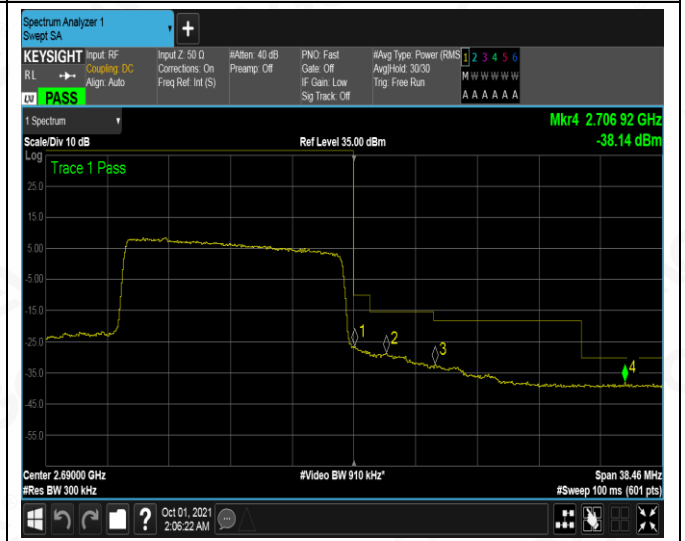 Spectrum Analyzer 1
Swept SA
+
KEYSIGHT
RL
LXI PASS
Input: RF
Coupling: DC
Align: Auto
Input Z: 50 Ω
Corrections: On
Freq Ref: Int (S)
#Atten: 40 dB
Preamp: Off
PNO: Fast
Gate: Off
IF Gain: Low
Sig Track: Off
#Avg Type: Power (RMS
Avg|Hold: 30/30
Trig: Free Run
1 2 3 4 5 6
M W W W W W
A A A A A A
1 Spectrum
Scale/Div 10 dB
Ref Level 35.00 dBm
Mkr4 2.706 92 GHz
-38.14 dBm
Log
Trace 1 Pass
25.0
15.0
5.00
-5.00
-15.0
-25.0
-35.0
-45.0
-55.0
1
2
3
4
Center 2.69000 GHz
#Res BW 300 kHz
#Video BW 910 kHz*
Span 38.46 MHz
#Sweep 100 ms (601 pts)
?
Oct 01, 2021
2:06:22 AM